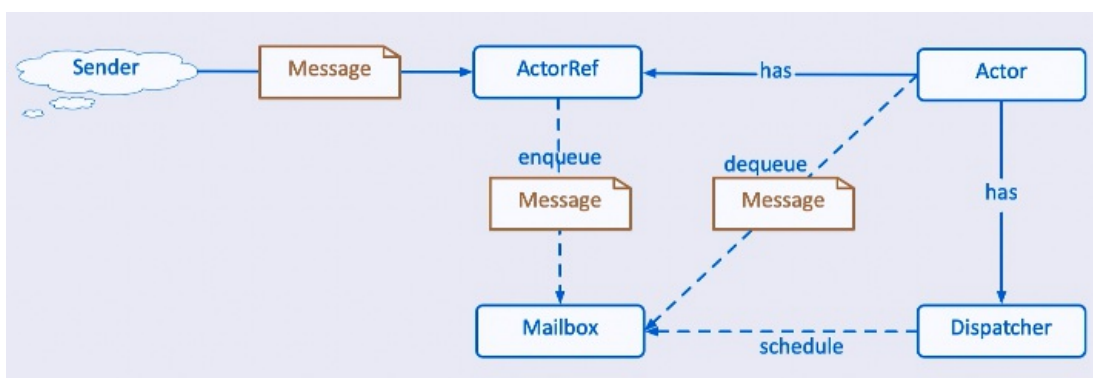 Sender
Message
ActorRef
has
Actor
enqueue
dequeue
Message
Message
has
Mailbox
schedule
Dispatcher